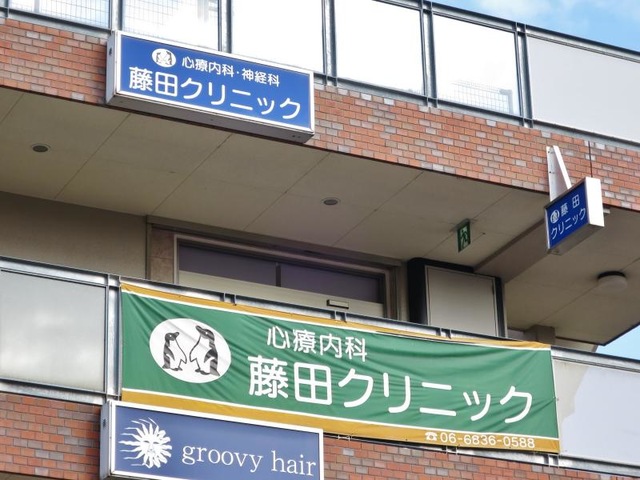 心療内科・神経科
藤田クリニック
藤田
クリニック
心療内科
藤田クリニック
☎06-6836-0588
groovy hair